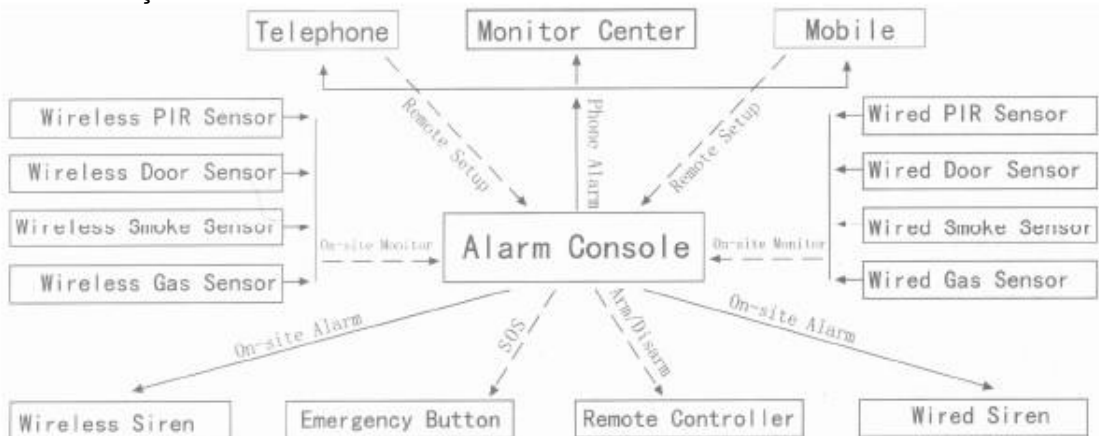 Telephone
Monitor Center
Mobile
Remote Setup
Phone Alarm
Remote Setup
Wireless PIR Sensor
Wired PIR Sensor
Wireless Door Sensor
Wired Door Sensor
Wireless Smoke Sensor
Wired Smoke Sensor
On-site Monitor
Alarm Console
On-site Monitor
Wireless Gas Sensor
Wired Gas Sensor
On-site Alarm
SOS
Arm/Disarm
On-site Alarm
Wireless Siren
Emergency Button
Remote Controller
Wired Siren